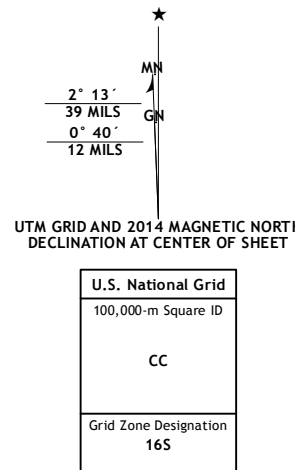 MN
2° 13´
39 MILS
GN
0° 40´
12 MILS
UTM GRID AND 2014 MAGNETIC NORTH
DECLINATION AT CENTER OF SHEET
U.S. National Grid
100,000-m Square ID
CC
Grid Zone Designation
16S